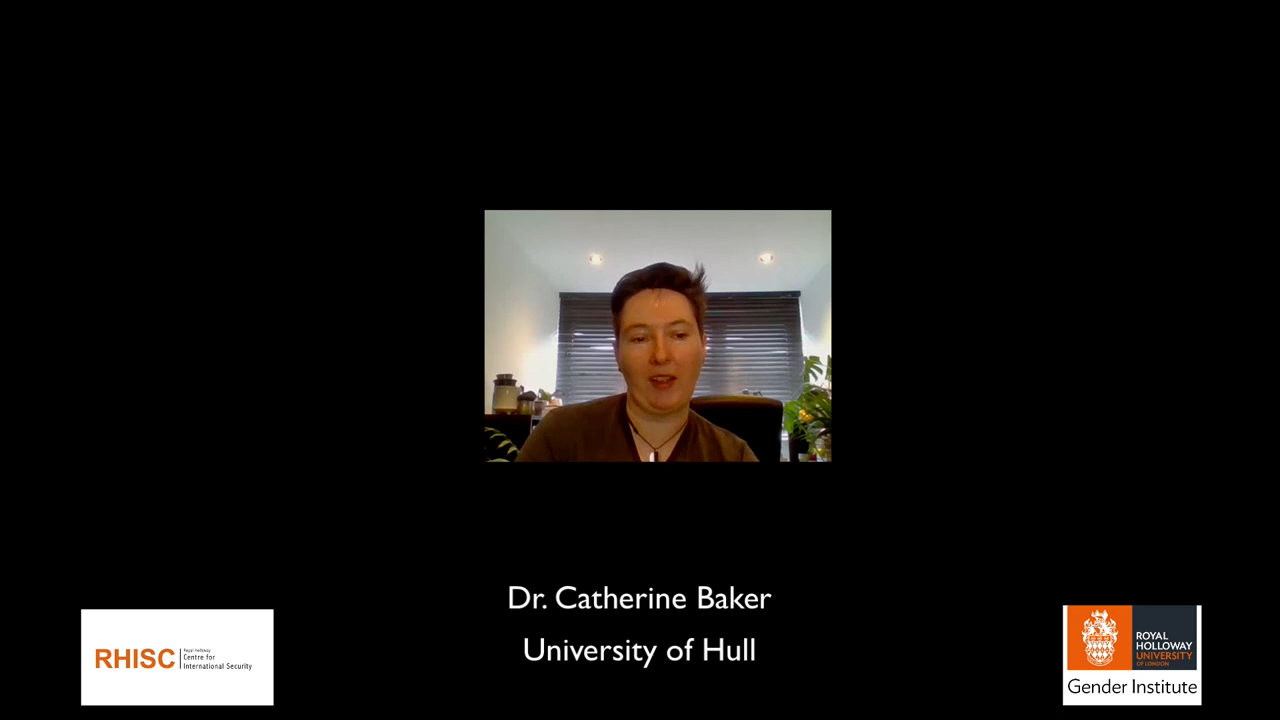 Dr. Catherine Baker
University of Hull
RHISC
Royal Holloway
Centre for
International Security
ROYAL
HOLLOWAY
UNIVERSITY
OF LONDON
Gender Institute